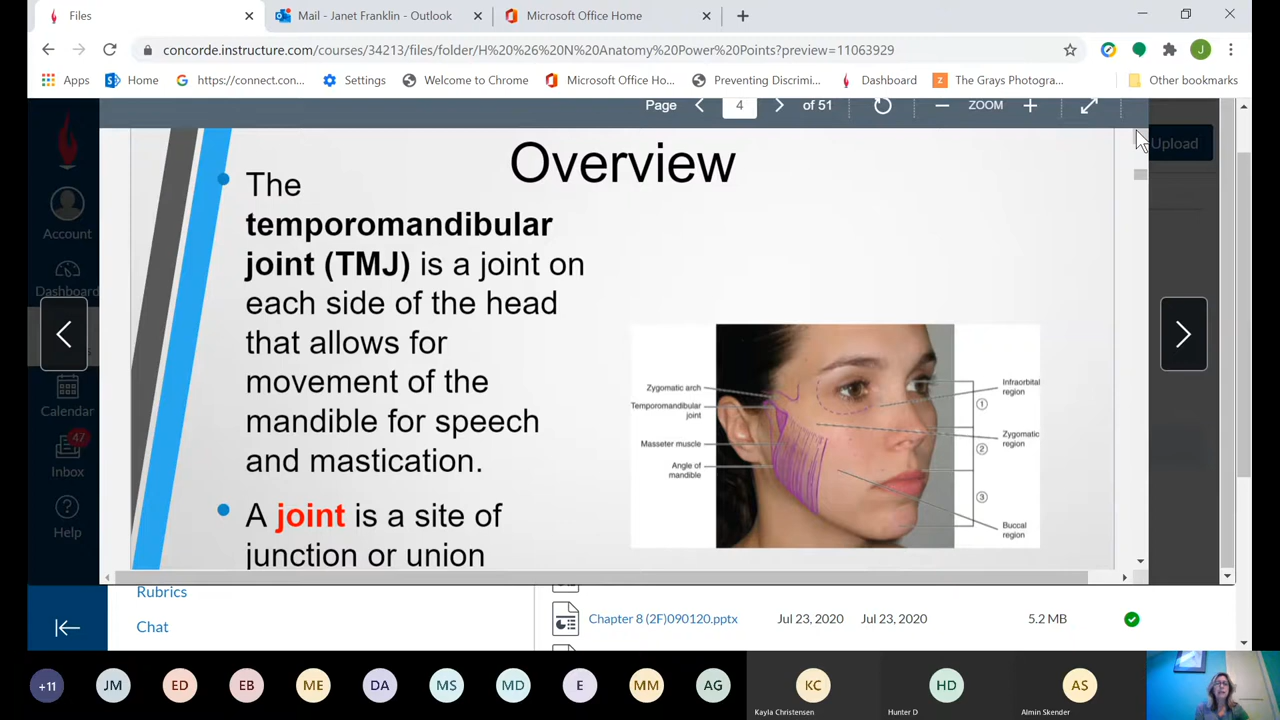 Files
Mail - Janet Franklin - Outlook
Microsoft Office Home
concorde.instructure.com/courses/34213/files/folder/H%20%26%20N%20Anatomy%20Power%20Points?preview=11063929
J
Apps
Home
https://connect.con...
Settings
Welcome to Chrome
Microsoft Office Ho...
Preventing Discrimi...
Dashboard
The Grays Photogra...
Other bookmarks
Page 4 of 51
ZOOM
Upload
Account
Dashboard
Calendar
47
Inbox
Help
Overview
The
temporomandibular
joint (TMJ) is a joint on
each side of the head
that allows for
movement of the
mandible for speech
and mastication.
A joint is a site of
junction or union
Zygomatic arch
Temporomandibular
joint
Masseter muscle
Angle of
mandible
Infraorbital
region
1
Zygomatic
region
2
3
Buccal
region
Rubrics
Chat
Chapter 8 (2F)090120.pptx
Jul 23, 2020
Jul 23, 2020
5.2 MB
+11
JM
ED
EB
ME
DA
MS
MD
E
MM
AG
KC
Kayla Christensen
HD
Hunter D
AS
Almin Skender